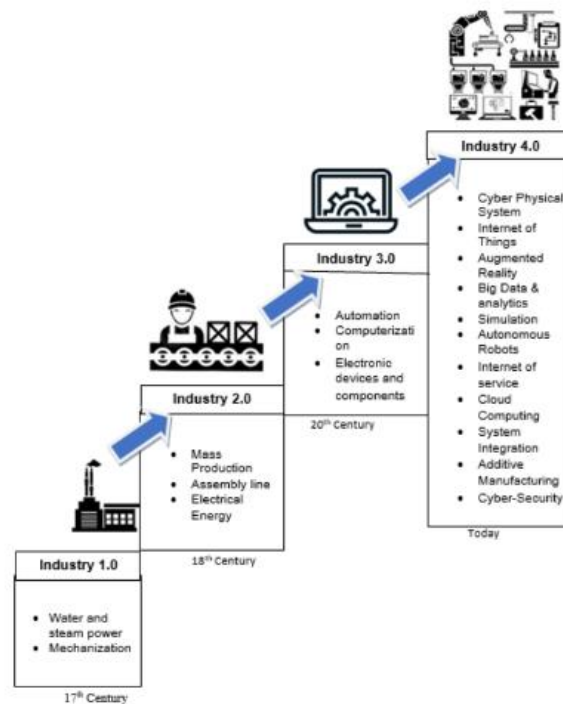 Industry 4.0
Cyber Physical
System
Internet of
Things
Augmented
Reality
Big Data &
analytics
Simulation
Autonomous
Robots
Internet of
service
Cloud
Computing
System
Integration
Additive
Manufacturing
Cyber-Security
Today
Industry 3.0
Automation
Computerizati
on
Electronic
devices and
components
20th Century
Industry 2.0
Mass
Production
Assembly line
Electrical
Energy
18th Century
Industry 1.0
Water and
steam power
Mechanization
17th Century